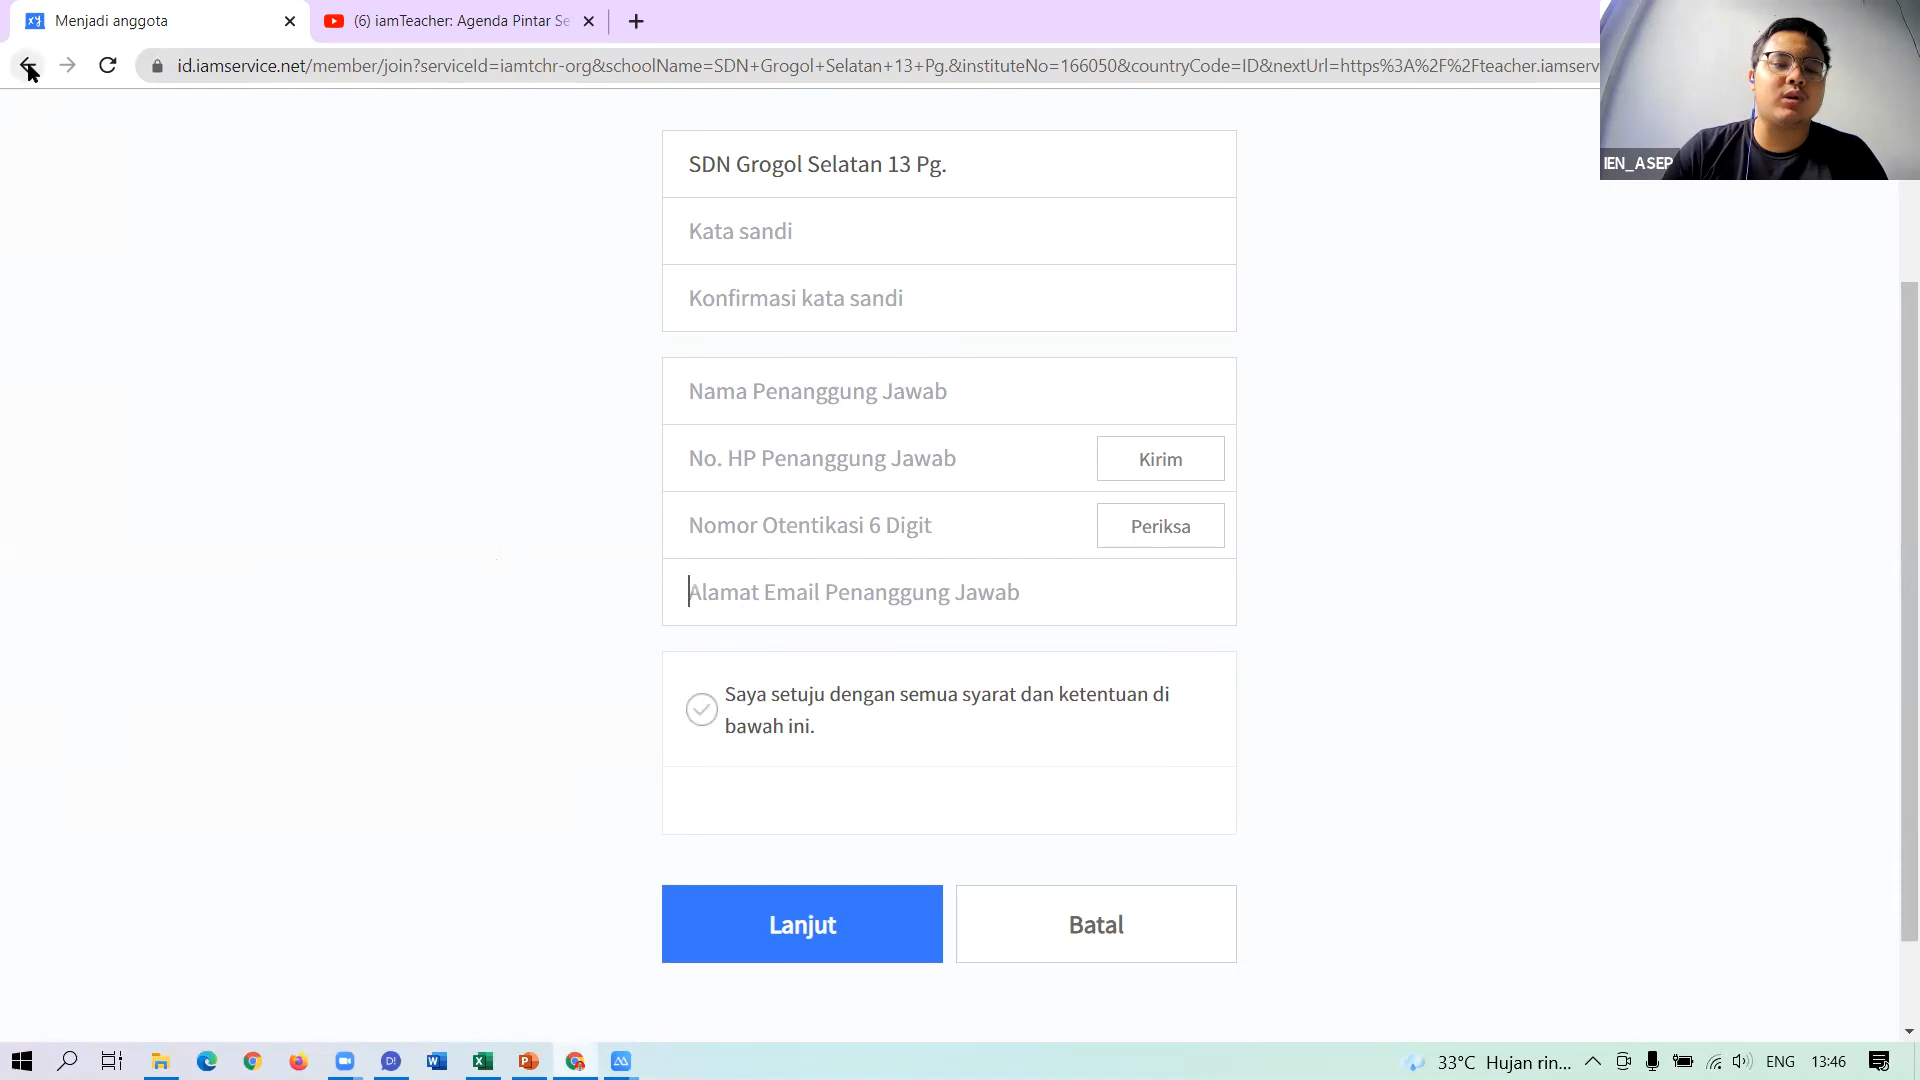 Menjadi anggota
(6) iamTeacher: Agenda Pintar Se
id.iamservice.net/member/join?serviceId=iamtchr-org&schoolName=SDN+Grogol+Selatan+13+Pg.&instituteNo=166050&countryCode=ID&nextUrl=https%3A%2F%2Fteacher.iamserv
IEN_ASEP
SDN Grogol Selatan 13 Pg.
Kata sandi
Konfirmasi kata sandi
Nama Penanggung Jawab
No. HP Penanggung Jawab
Kirim
Nomor Otentikasi 6 Digit
Periksa
Alamat Email Penanggung Jawab
Saya setuju dengan semua syarat dan ketentuan di
bawah ini.
Lanjut
Batal
33°C Hujan rin...
ENG
13:46